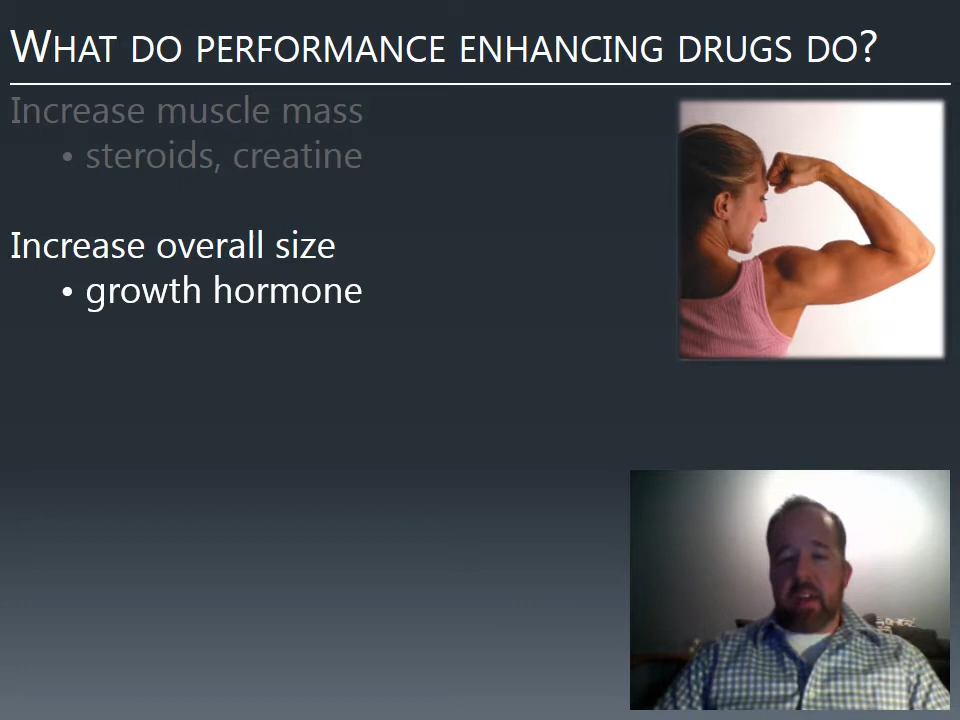 WHAT DO PERFORMANCE ENHANCING DRUGS DO?
Increase muscle mass
• steroids, creatine
Increase overall size
• growth hormone